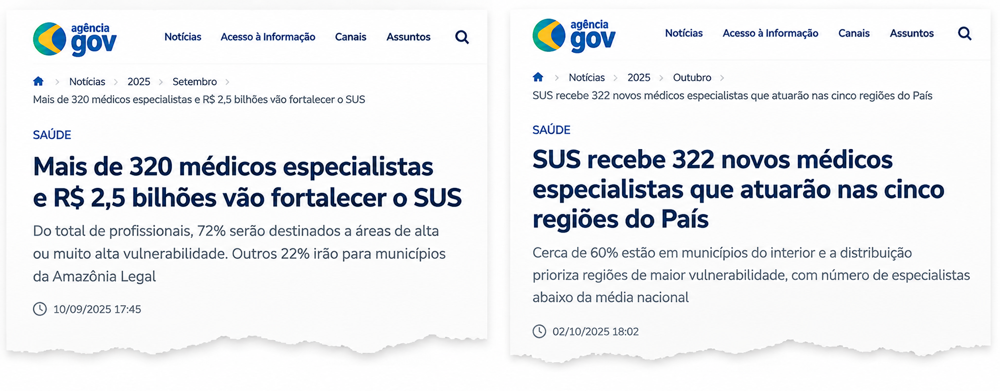 agência
gov
Notícias Acesso à Informação Canais Assuntos
Notícias 2025 Setembro
Mais de 320 médicos especialistas e R$ 2,5 bilhões vão fortalecer o SUS
SAÚDE
Mais de 320 médicos especialistas
e R$ 2,5 bilhões vão fortalecer o SUS
Do total de profissionais, 72% serão destinados a áreas de alta
ou muito alta vulnerabilidade. Outros 22% irão para municípios
da Amazônia Legal
10/09/2025 17:45
agência
gov
Notícias Acesso à Informação Canais Assuntos
Notícias 2025 Outubro
SUS recebe 322 novos médicos especialistas que atuarão nas cinco regiões do País
SAÚDE
SUS recebe 322 novos médicos
especialistas que atuarão nas cinco
regiões do País
Cerca de 60% estão em municípios do interior e a distribuição
prioriza regiões de maior vulnerabilidade, com número de especialistas
abaixo da média nacional
02/10/2025 18:02